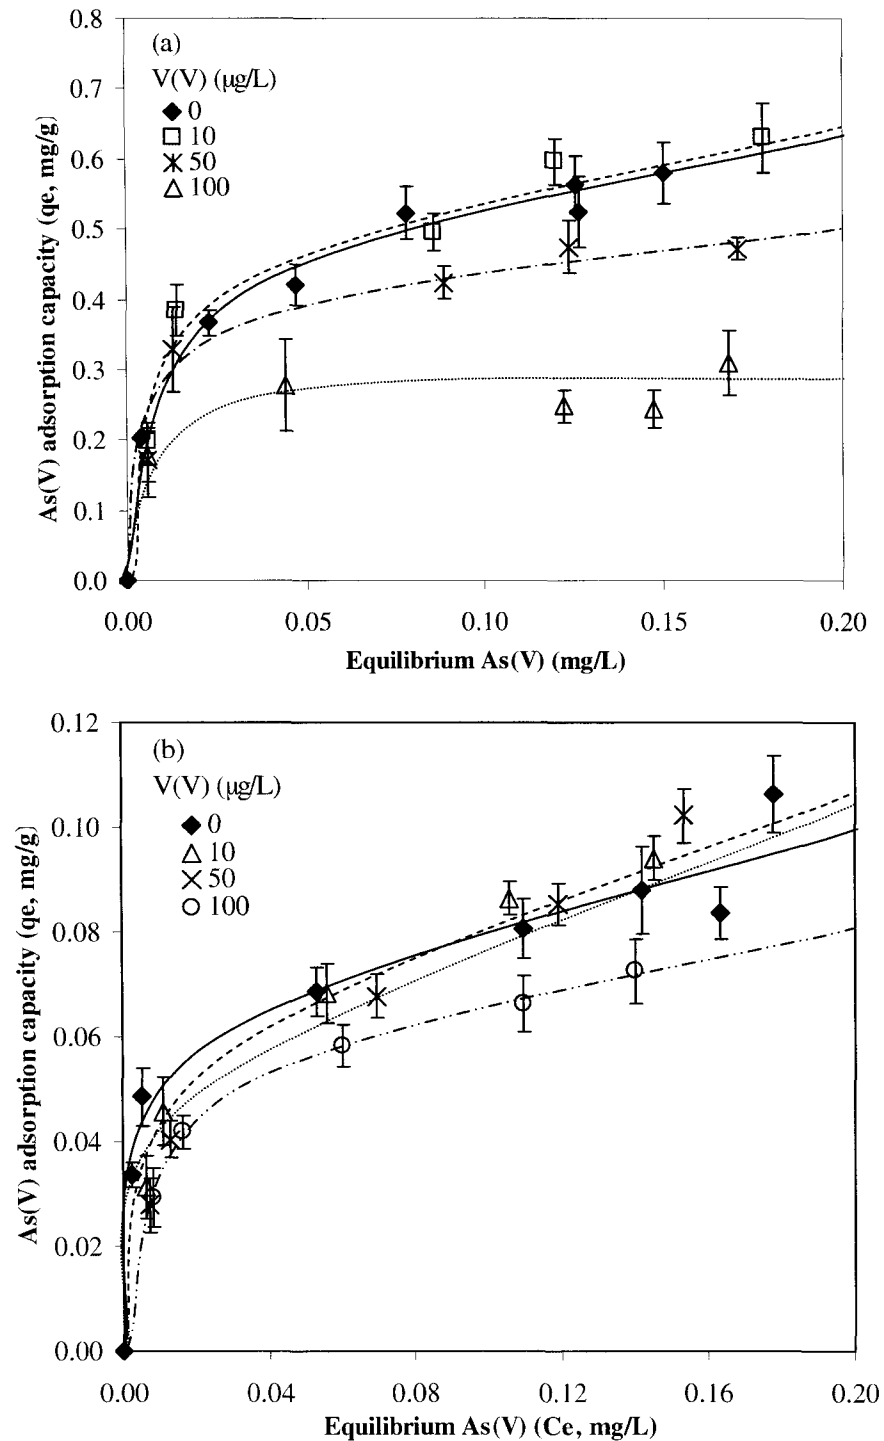 (a)
V(V) (µg/L)
0
10
50
100
0.8
0.7
0.6
0.5
0.4
0.3
0.2
0.1
0.0
As(V) adsorption capacity (qe, mg/g)
0.00 0.05 0.10 0.15 0.20
Equilibrium As(V) (mg/L)
(b)
V(V) (µg/L)
0
10
50
100
0.12
0.10
0.08
0.06
0.04
0.02
0.00
As(V) adsorption capacity (qe, mg/g)
0.00 0.04 0.08 0.12 0.16 0.20
Equilibrium As(V) (Ce, mg/L)